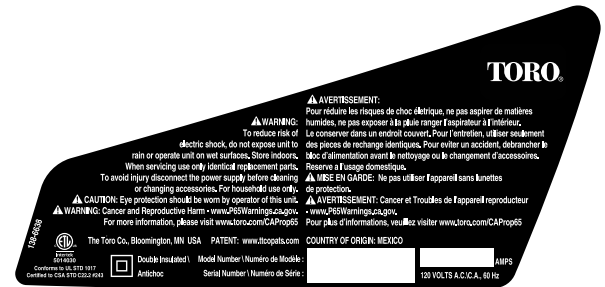 TORO®
⚠ WARNING:
To reduce risk of
electric shock, do not expose unit to
rain or operate unit on wet surfaces. Store indoors.
When servicing use only identical replacement parts.
To avoid injury disconnect the power supply before cleaning
or changing accessories. For household use only.
⚠ CAUTION: Eye protection should be worn by operator of this unit.
⚠ WARNING: Cancer and Reproductive Harm - www.P65Warnings.ca.gov.
For more information, please visit www.toro.com/CAProp65
⚠ AVERTISSEMENT:
Pour réduire les risques de choc életrique, ne pas aspirer de matières
humides, ne pas exposer à la pluie ranger l'aspirateur à l'intérieur.
Le conserver dans un endroit couvert. Pour l'entretien, utiliser seulement
des pieces de rechange identiques. Pour eviter un accident, debrancher le
bloc d'alimentation avant le nettoyage ou le changement d'accessoires.
Reserve a l'usage domestique.
⚠ MISE EN GARDE: Ne pas utiliser l'appareil sans lunettes
de protection.
⚠ AVERTISSEMENT: Cancer et Troubles de l'appareil reproducteur
- www.P65Warnings.ca.gov.
Pour plus d'informations, veuillez visiter www.toro.com/CAProp65
138-6638
The Toro Co., Bloomington, MN USA PATENT: www.ttcopats.com COUNTRY OF ORIGIN: MEXICO
ETL
Intertek
5014030
Conforms to UL STD 1017
Certified to CSA STD C22.2 #243
Double Insulated \
Antichoc
Model Number \ Numéro de Modèle :
Serial Number \ Numéro de Série :
AMPS
120 VOLTS A.C.\C.A., 60 Hz